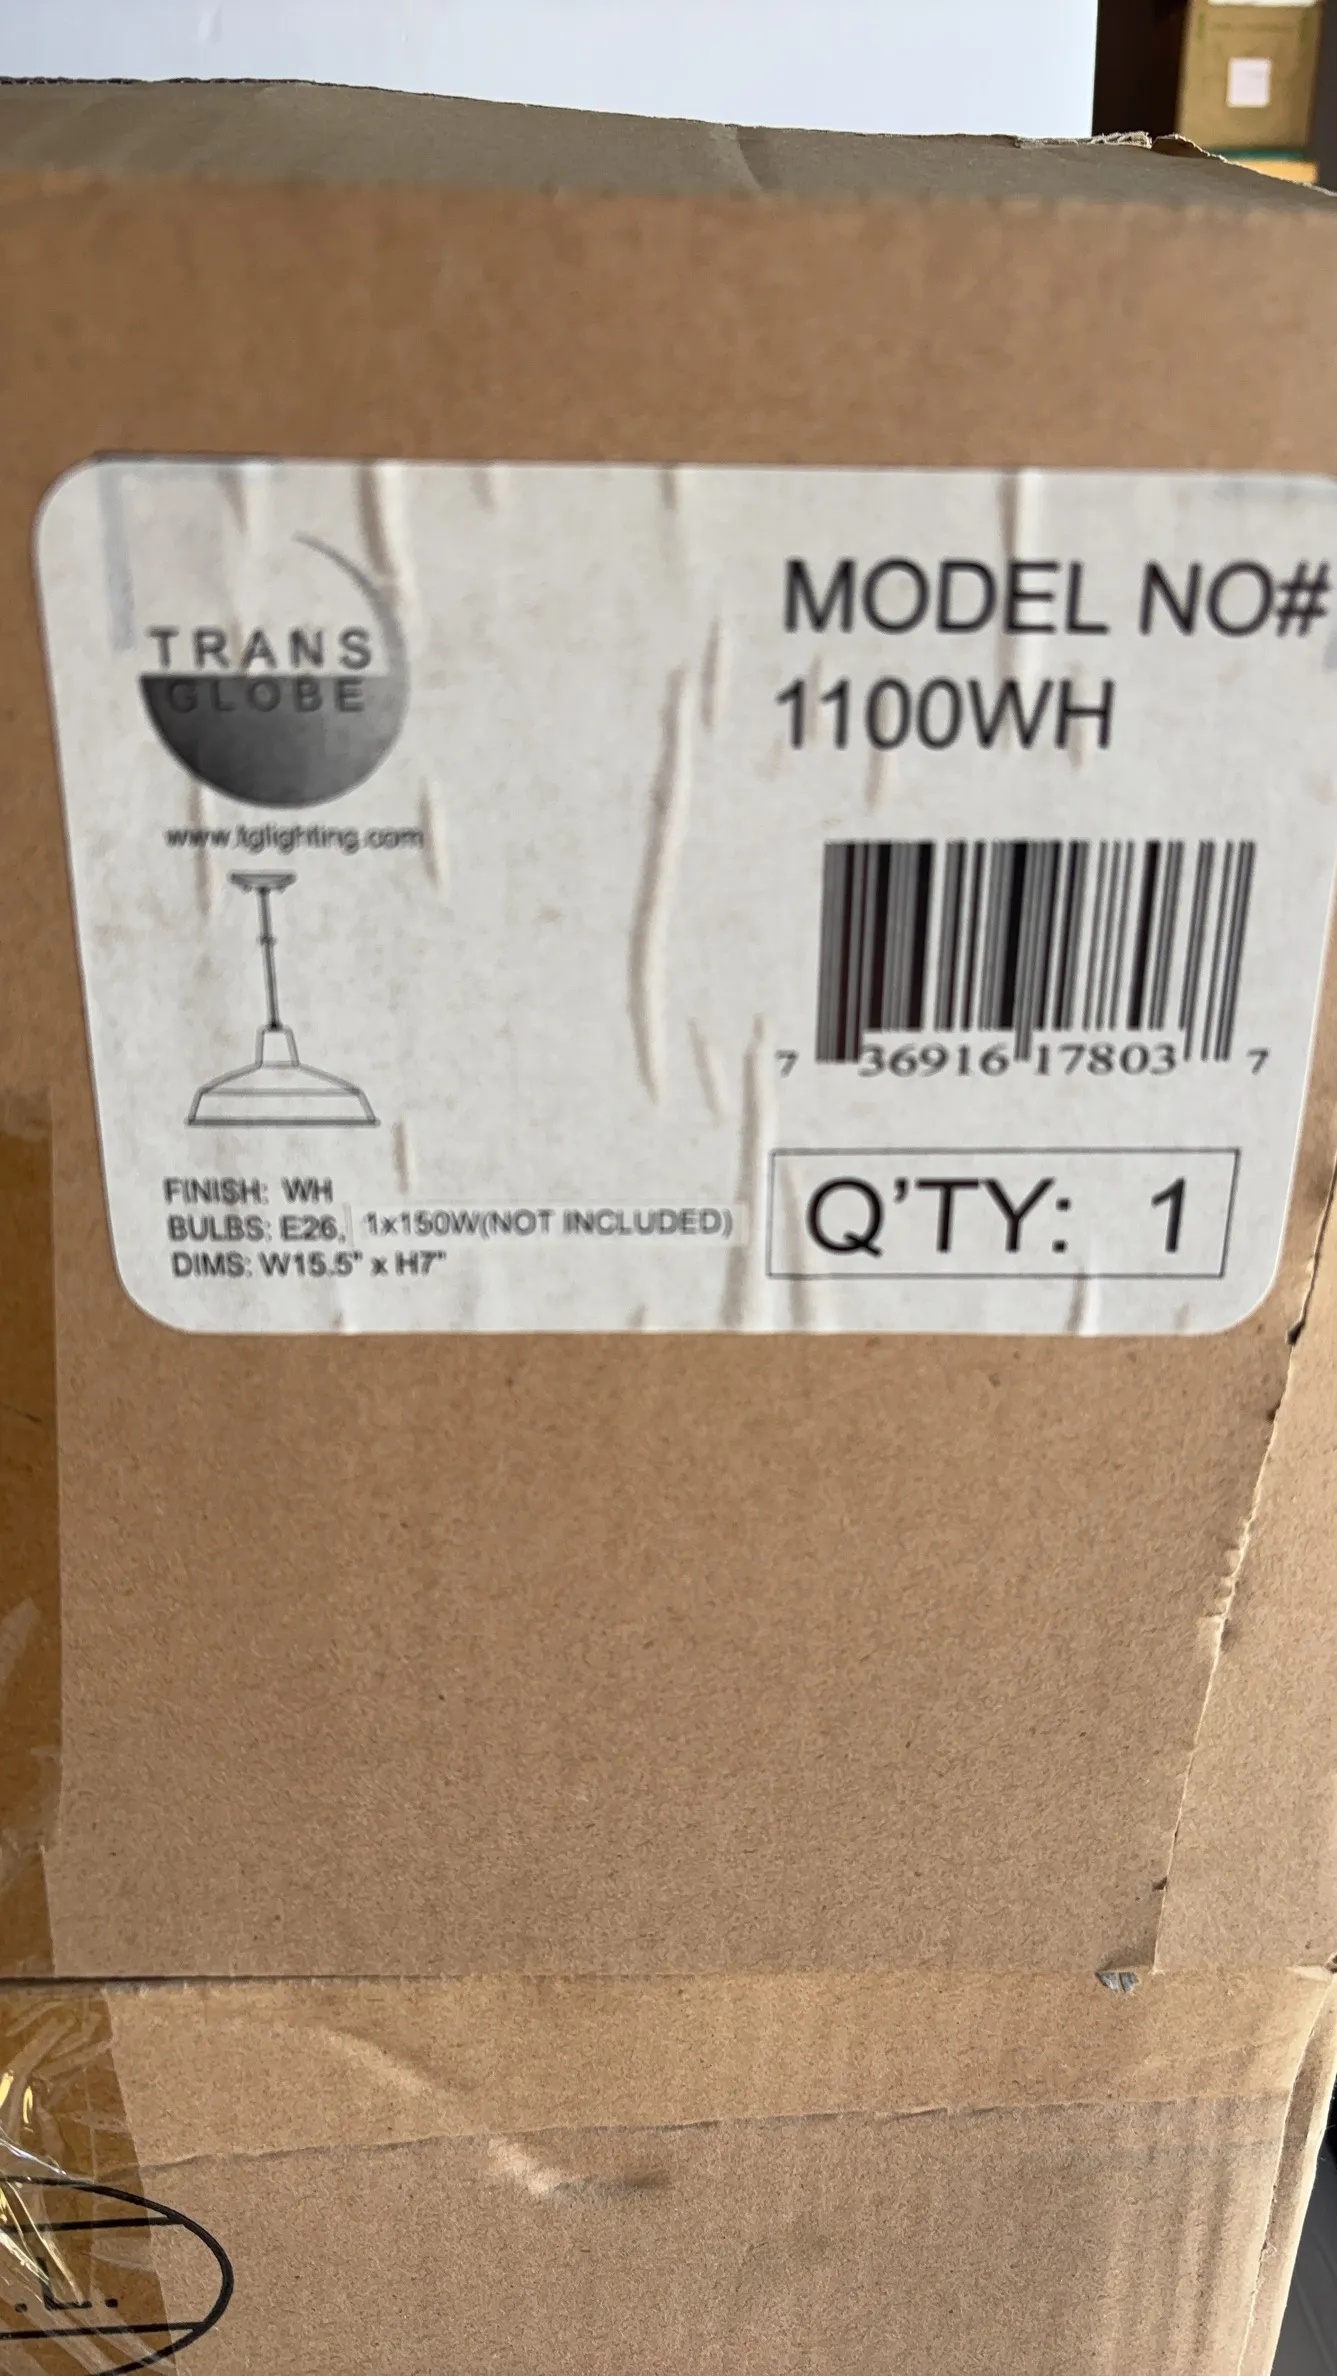 TRANS
GLOBE
www.tglighting.com
FINISH: WH
BULBS: E26, 1x150W(NOT INCLUDED)
DIMS: W15.5" x H7"
MODEL NO#
1100WH
7 36916 17803 7
Q'TY: 1
.L.